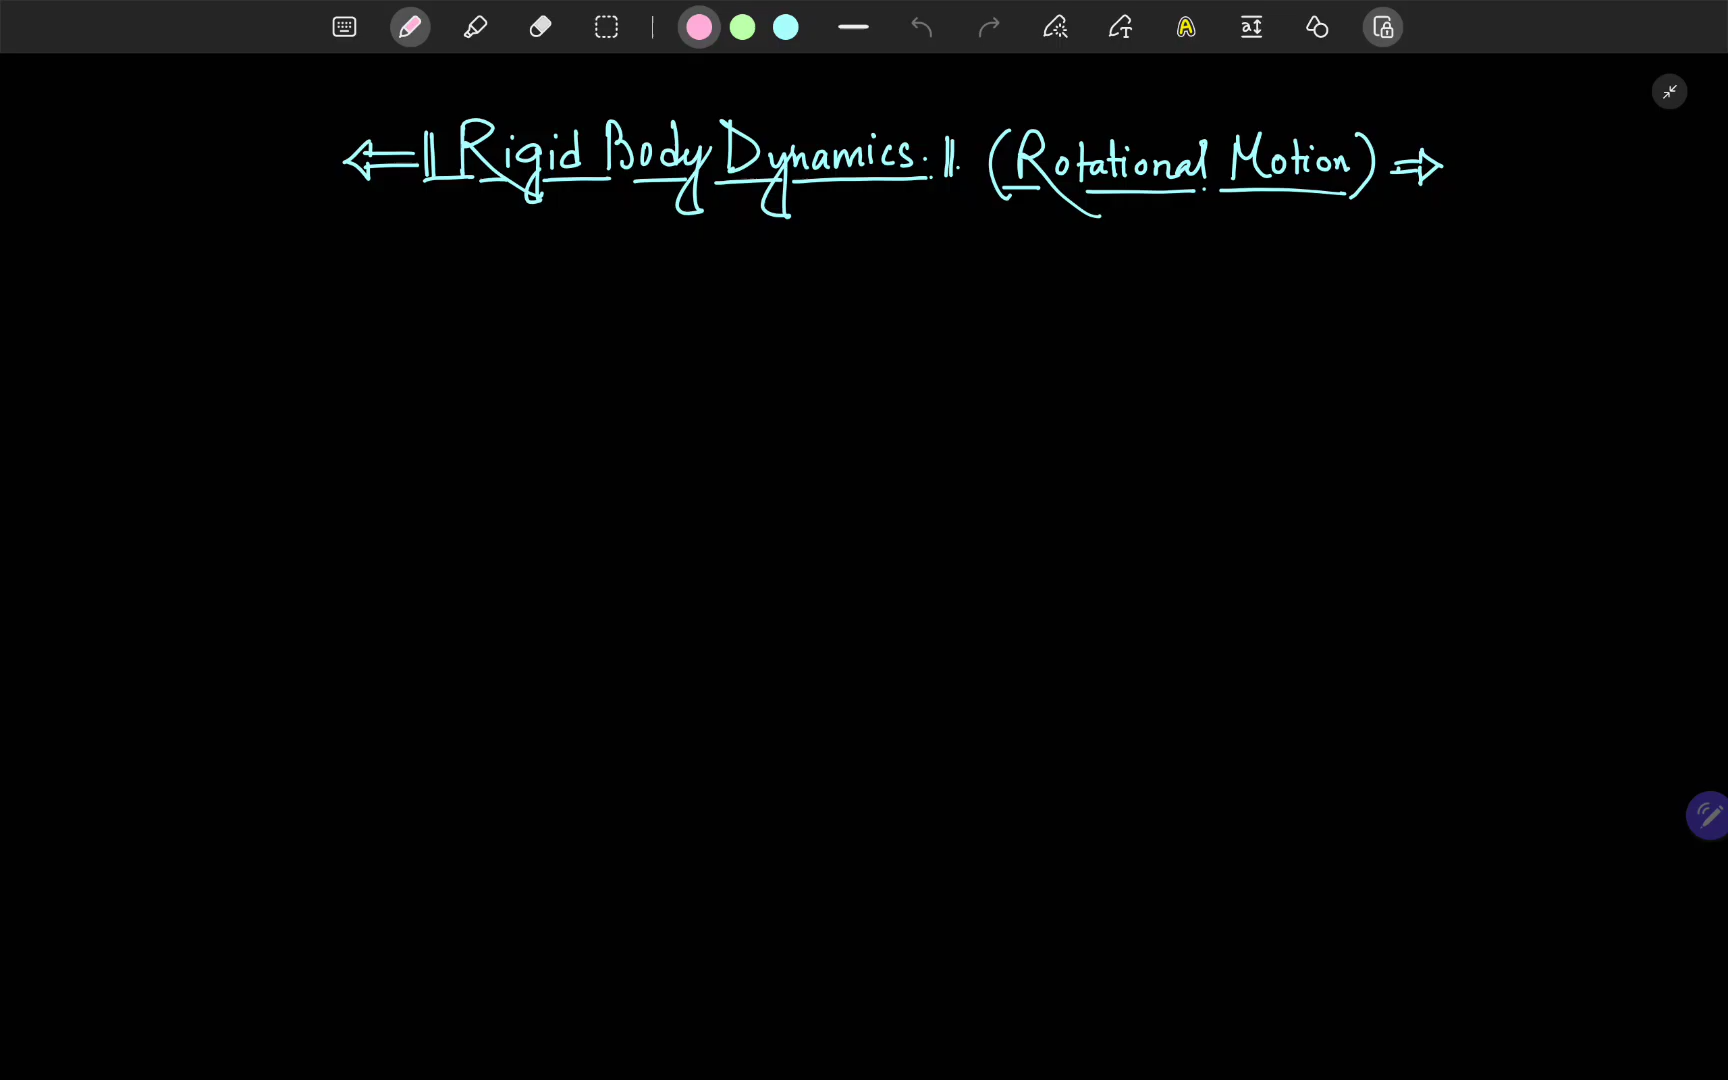 ⇐ || Rigid Body Dynamics. ||. (Rotational Motion) ⇒